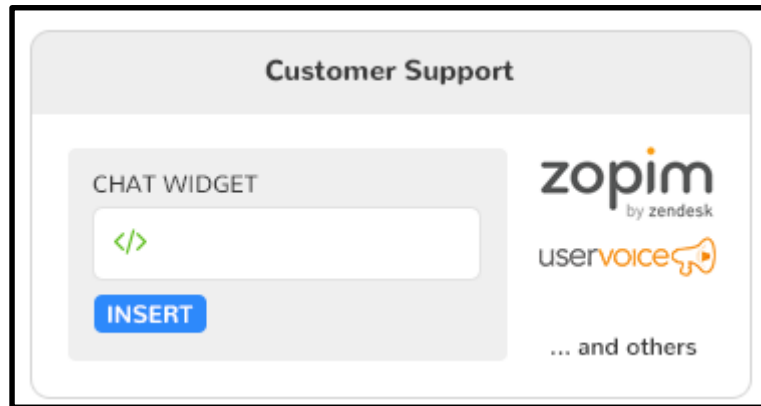 Customer Support
CHAT WIDGET
</>
INSERT
zopim
by zendesk
uservoice
... and others